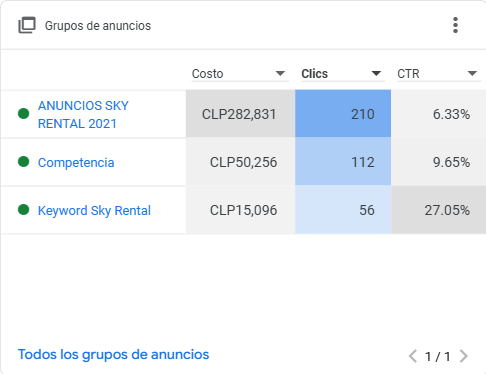 Grupos de anuncios
Costo Clics CTR
ANUNCIOS SKY
RENTAL 2021 CLP282,831 210 6.33%
Competencia CLP50,256 112 9.65%
Keyword Sky Rental CLP15,096 56 27.05%
Todos los grupos de anuncios 1 / 1